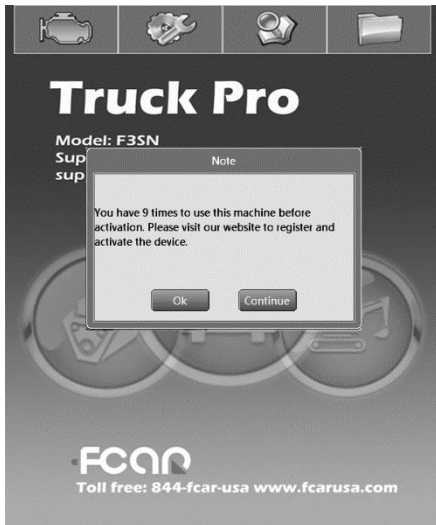 Truck Pro
Model: F3SN
Sup
sup
Note
You have 9 times to use this machine before
activation. Please visit our website to register and
activate the device.
Ok
Continue
FCAR
Toll free: 844-fcar-usa www.fcarusa.com